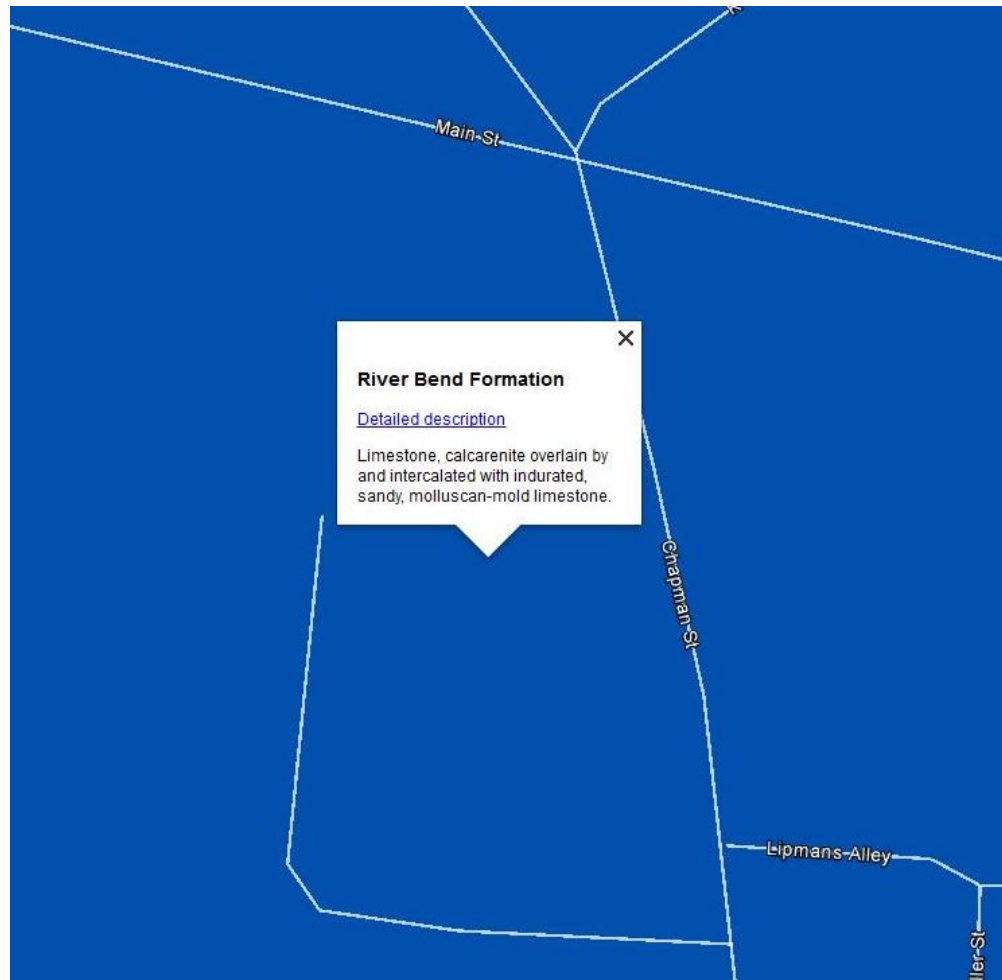 Main St
River Bend Formation
Detailed description
Limestone, calcarenite overlain by
and intercalated with indurated,
sandy, molluscan-mold limestone.
Chapman St
Lipmans Alley